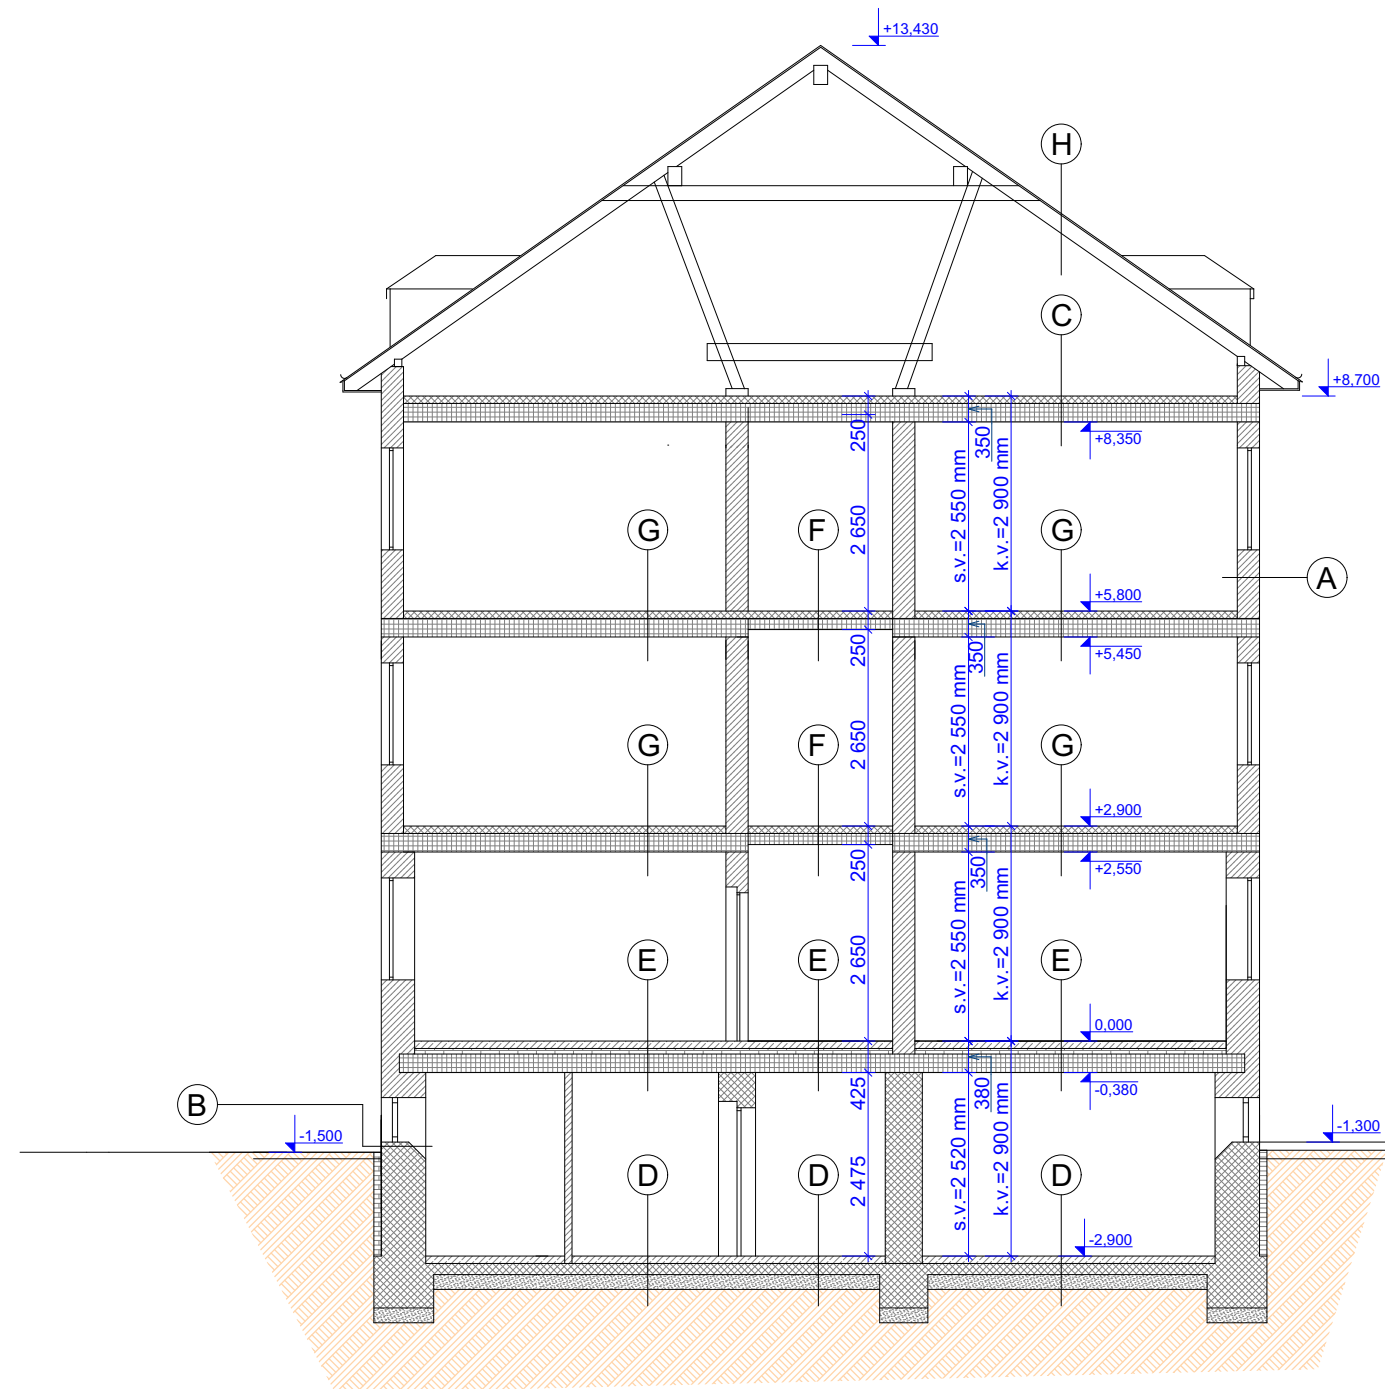 +13,430
H
C
+8,700
250
350
+8,350
2 650
s.v.=2 550 mm
k.v.=2 900 mm
G
F
G
A
+5,800
250
350
+5,450
2 650
s.v.=2 550 mm
k.v.=2 900 mm
G
F
G
+2,900
250
350
+2,550
2 650
s.v.=2 550 mm
k.v.=2 900 mm
E
E
E
0,000
425
380
-0,380
B
-1,500
-1,300
2 475
s.v.=2 520 mm
k.v.=2 900 mm
D
D
D
-2,900